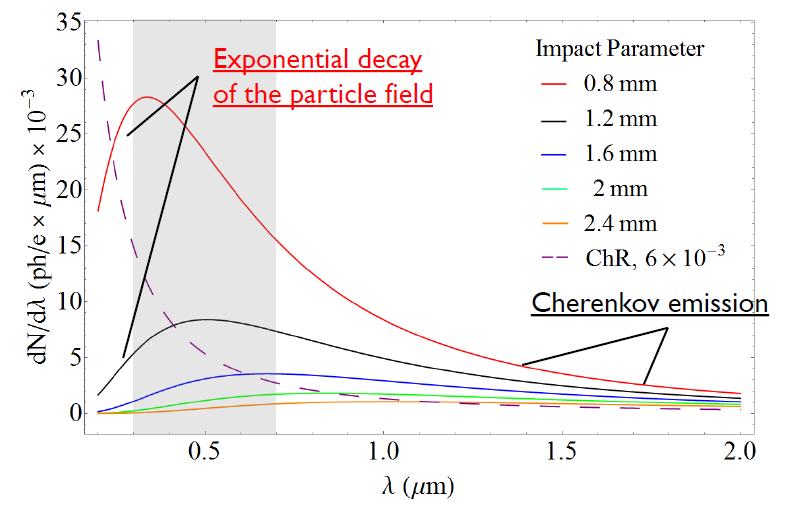 35
30
25
20
15
10
5
0
dN/dλ (ph/e × μm) × 10⁻³
Exponential decay
of the particle field
Impact Parameter
0.8 mm
1.2 mm
1.6 mm
2 mm
2.4 mm
ChR, 6 × 10⁻³
Cherenkov emission
0.5
1.0
1.5
2.0
λ (μm)